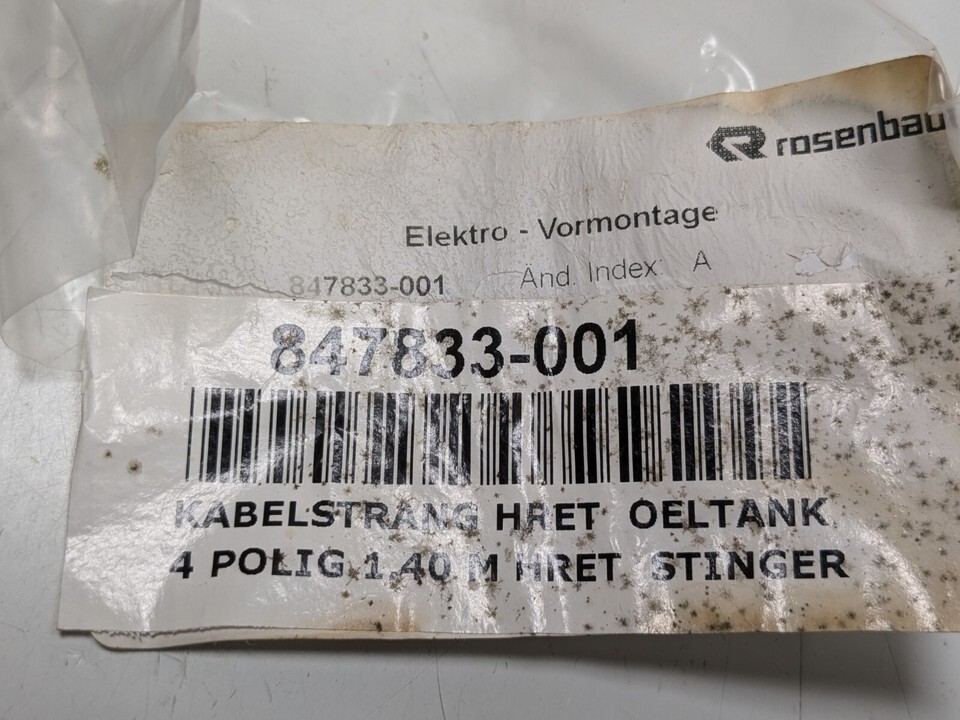 rosenbau
Elektro - Vormontage
847833-001 Änd. Index: A
847833-001
KABELSTRANG HRET OELTANK
4 POLIG 1,40 M HRET STINGER